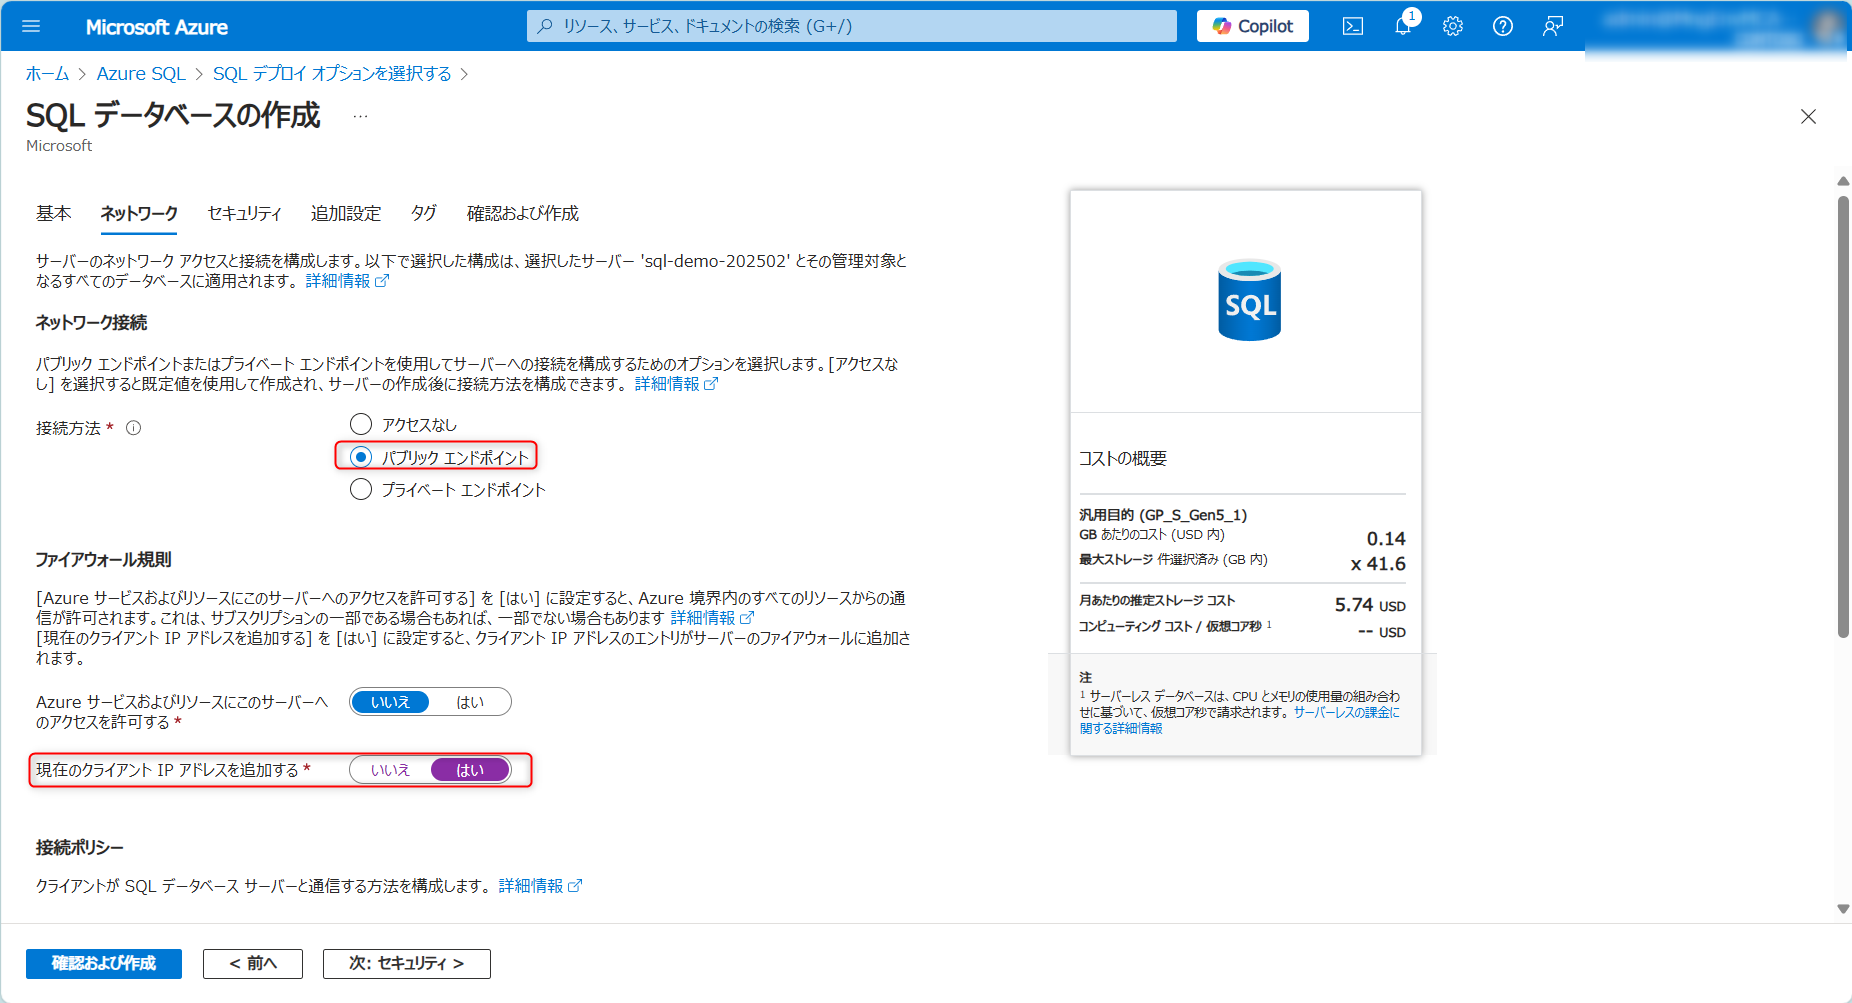 Microsoft Azure
リソース、サービス、ドキュメントの検索 (G+/)
Copilot
1
ホーム > Azure SQL > SQL デプロイ オプションを選択する >
SQL データベースの作成 …
Microsoft
基本 ネットワーク セキュリティ 追加設定 タグ 確認および作成
サーバーのネットワーク アクセスと接続を構成します。以下で選択した構成は、選択したサーバー 'sql-demo-202502' とその管理対象と
なるすべてのデータベースに適用されます。 詳細情報
ネットワーク接続
パブリック エンドポイントまたはプライベート エンドポイントを使用してサーバーへの接続を構成するためのオプションを選択します。[アクセスな
し] を選択すると既定値を使用して作成され、サーバーの作成後に接続方法を構成できます。 詳細情報
接続方法 *
アクセスなし
パブリック エンドポイント
プライベート エンドポイント
ファイアウォール規則
[Azure サービスおよびリソースにこのサーバーへのアクセスを許可する] を [はい] に設定すると、Azure 境界内のすべてのリソースからの通
信が許可されます。これは、サブスクリプションの一部である場合もあれば、一部でない場合もあります 詳細情報
[現在のクライアント IP アドレスを追加する] を [はい] に設定すると、クライアント IP アドレスのエントリがサーバーのファイアウォールに追加さ
れます。
Azure サービスおよびリソースにこのサーバーへ
のアクセスを許可する *
いいえ はい
現在のクライアント IP アドレスを追加する *
いいえ はい
接続ポリシー
クライアントが SQL データベース サーバーと通信する方法を構成します。 詳細情報
確認および作成
< 前へ
次: セキュリティ >
SQL
コストの概要
汎用目的 (GP_S_Gen5_1)
GB あたりのコスト (USD 内) 0.14
最大ストレージ 件選択済み (GB 内) x 41.6
月あたりの推定ストレージ コスト 5.74 USD
コンピューティング コスト / 仮想コア秒 1 -- USD
注
1 サーバーレス データベースは、CPU とメモリの使用量の組み合わ
せに基づいて、仮想コア秒で請求されます。 サーバーレスの課金に
関する詳細情報